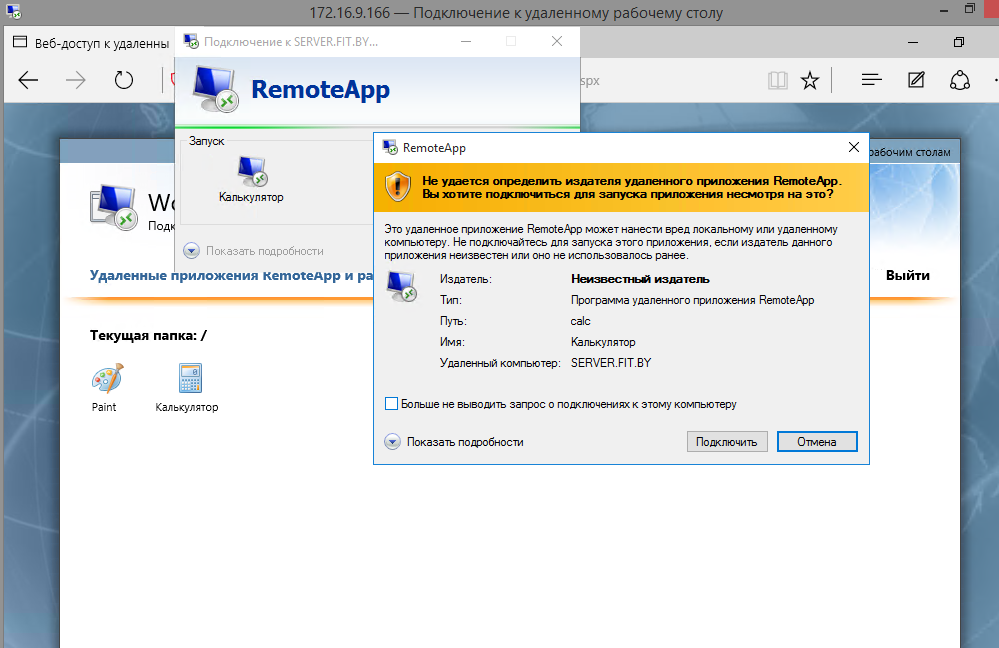 172.16.9.166 — Подключение к удаленному рабочему столу
Веб-доступ к удаленны
Подключение к SERVER.FIT.BY...
spx
RemoteApp
Запуск
Калькулятор
Показать подробности
RemoteApp
Не удается определить издателя удаленного приложения RemoteApp.
Вы хотите подключиться для запуска приложения несмотря на это?
Это удаленное приложение RemoteApp может нанести вред локальному или удаленному
компьютеру. Не подключайтесь для запуска этого приложения, если издатель данного
приложения неизвестен или оно не использовалось ранее.
Издатель: Неизвестный издатель
Тип: Программа удаленного приложения RemoteApp
Путь: calc
Имя: Калькулятор
Удаленный компьютер: SERVER.FIT.BY
Больше не выводить запрос о подключениях к этому компьютеру
Показать подробности
Подключить
Отмена
рабочим столам
Wo
Подк
Удаленные приложения RemoteApp и ра
Выйти
Текущая папка: /
Paint
Калькулятор